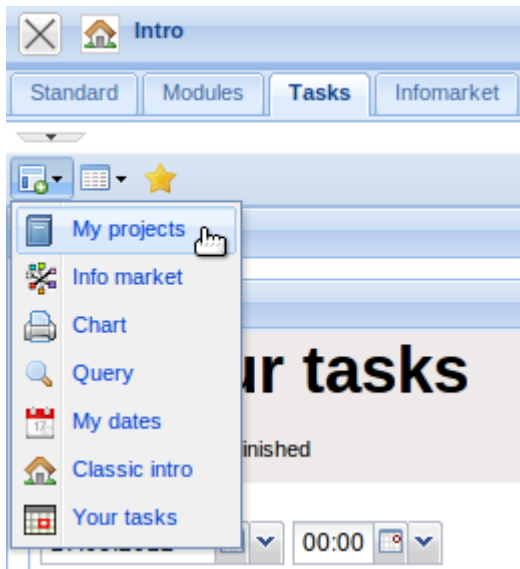 Intro
Standard Modules Tasks Infomarket
My projects
Info market
Chart
ur tasks
Query
My dates
inished
Classic intro
Your tasks
00:00